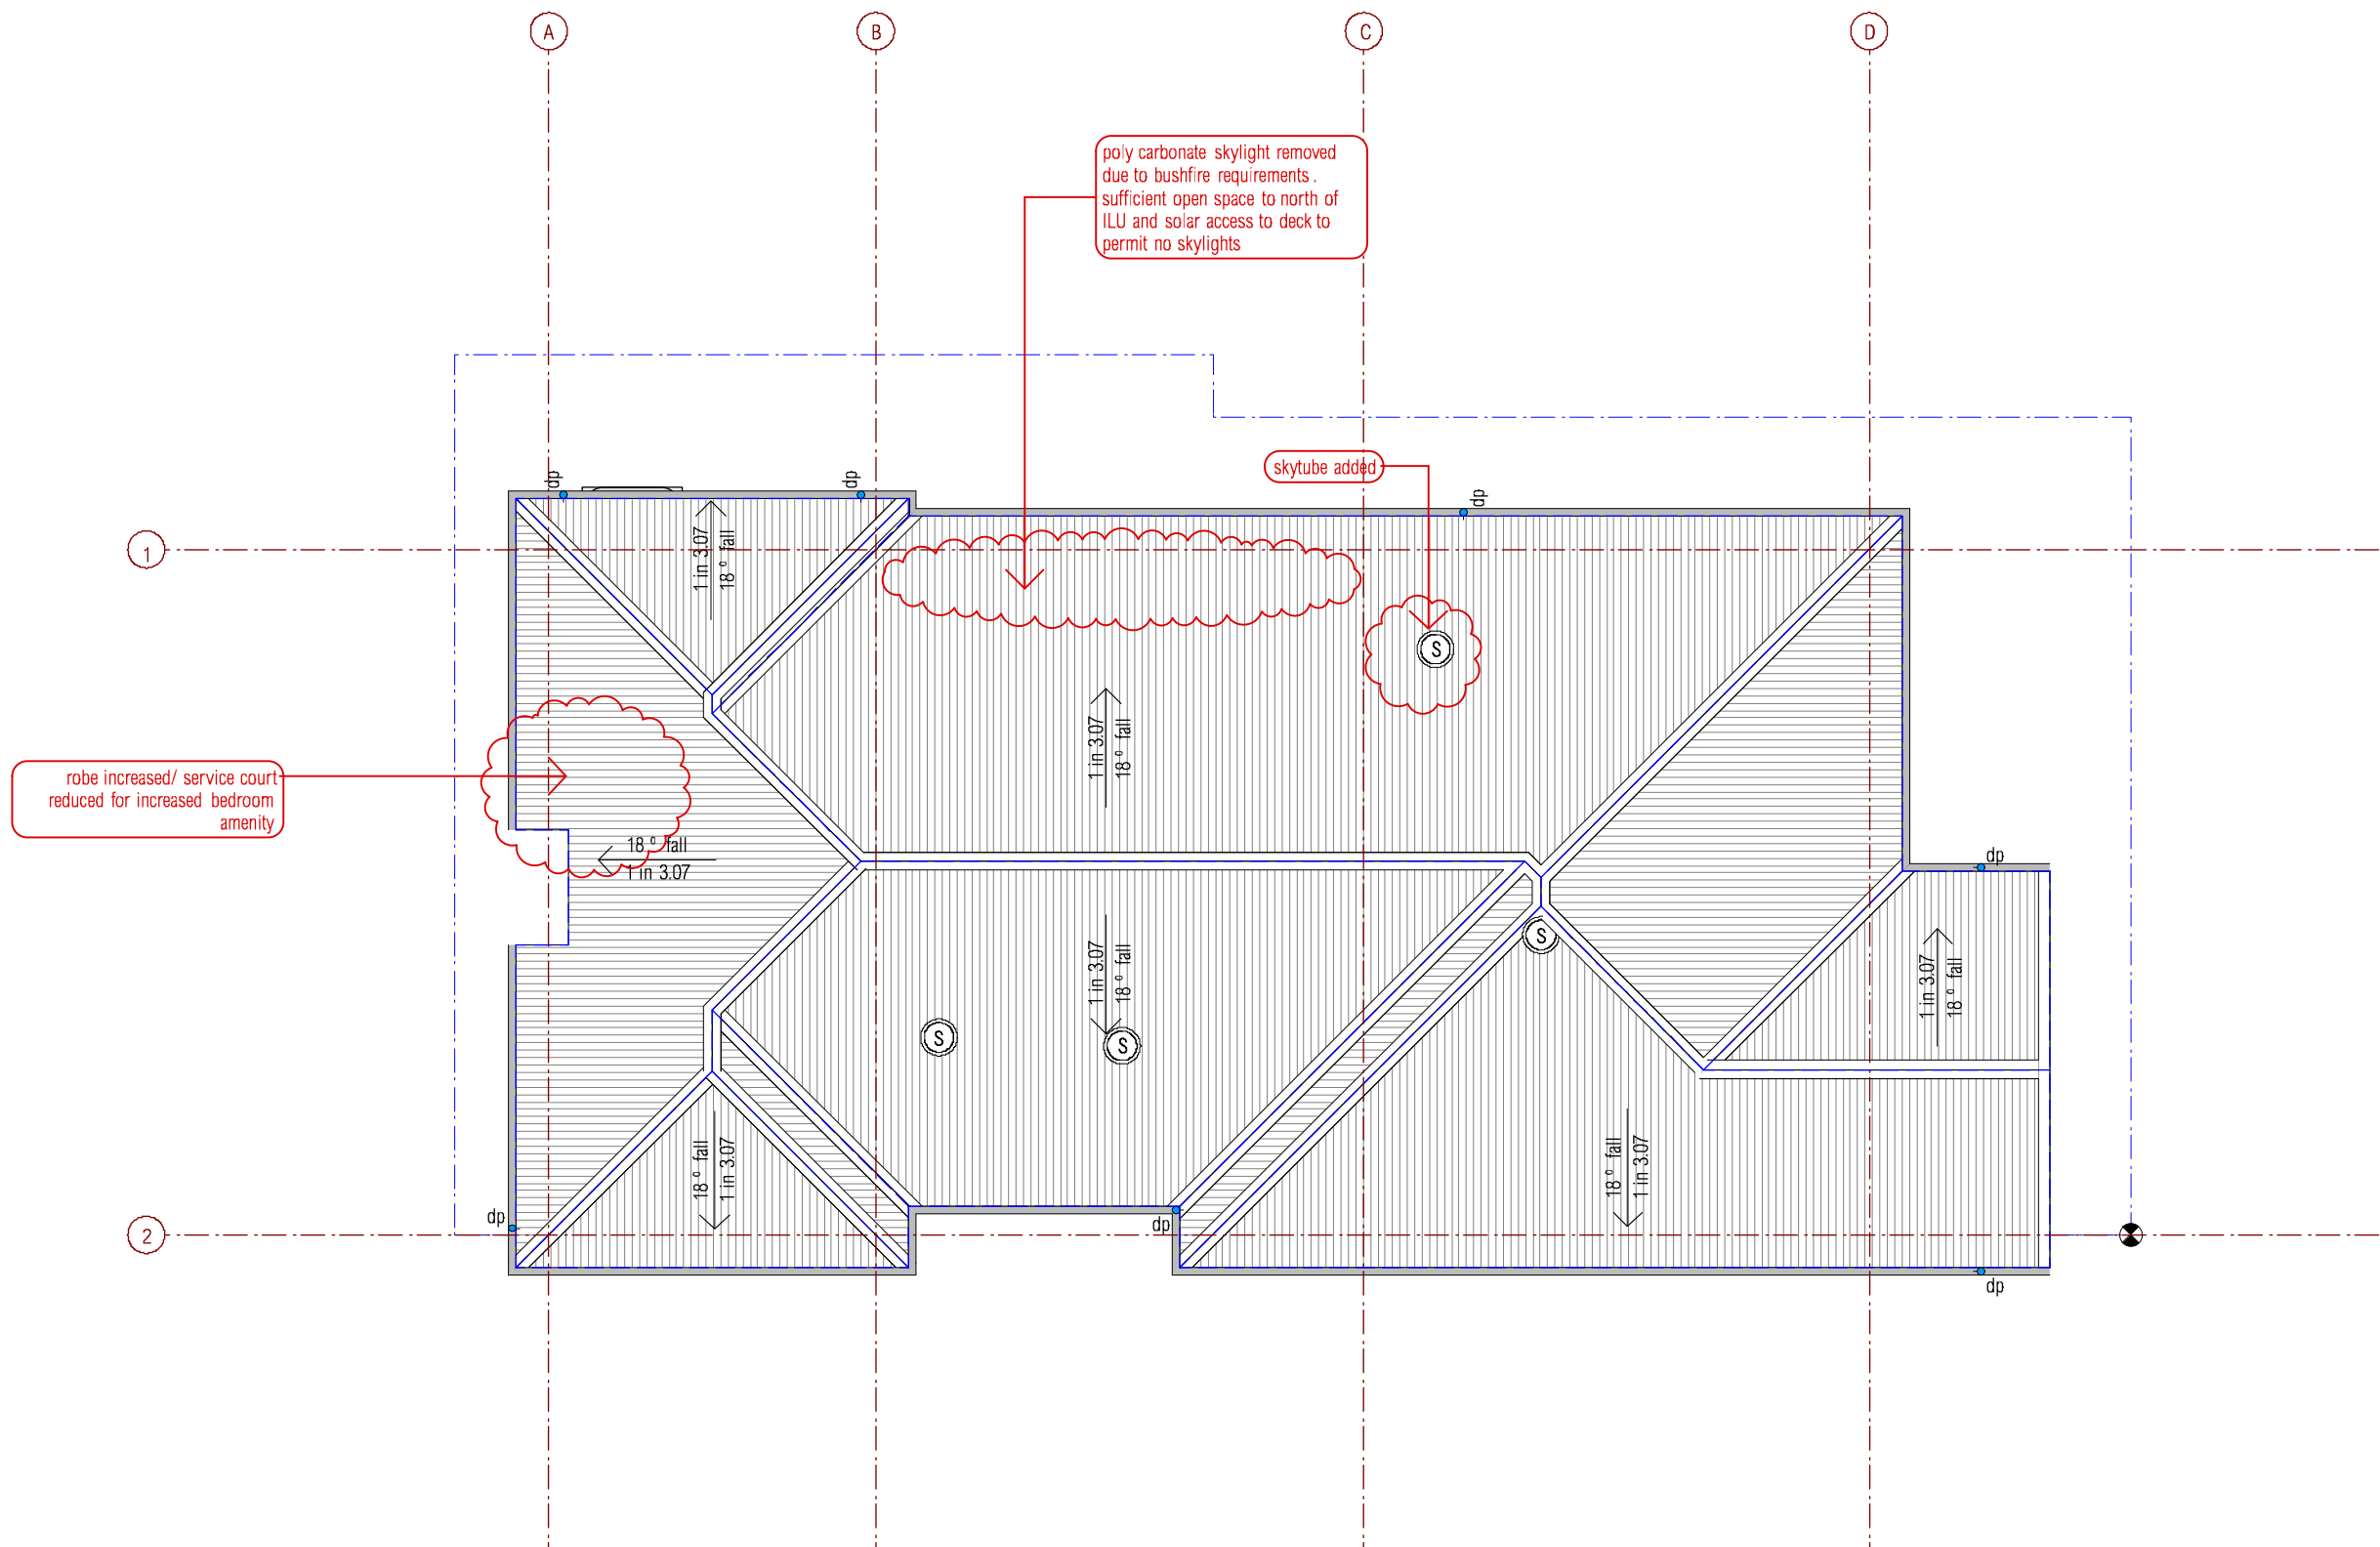 A
B
C
D
poly carbonate skylight removed
due to bushfire requirements.
sufficient open space to north of
ILU and solar access to deck to
permit no skylights
skytube added
dp
dp
dp
1
1 in 3.07
18° fall
S
1 in 3.07
18° fall
robe increased/ service court
reduced for increased bedroom
amenity
18° fall
1 in 3.07
dp
S
1 in 3.07
18° fall
1 in 3.07
18° fall
S
S
18° fall
1 in 3.07
18° fall
1 in 3.07
dp
dp
2
dp